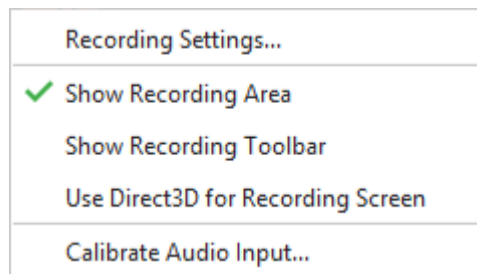 Recording Settings...
Show Recording Area
Show Recording Toolbar
Use Direct3D for Recording Screen
Calibrate Audio Input...